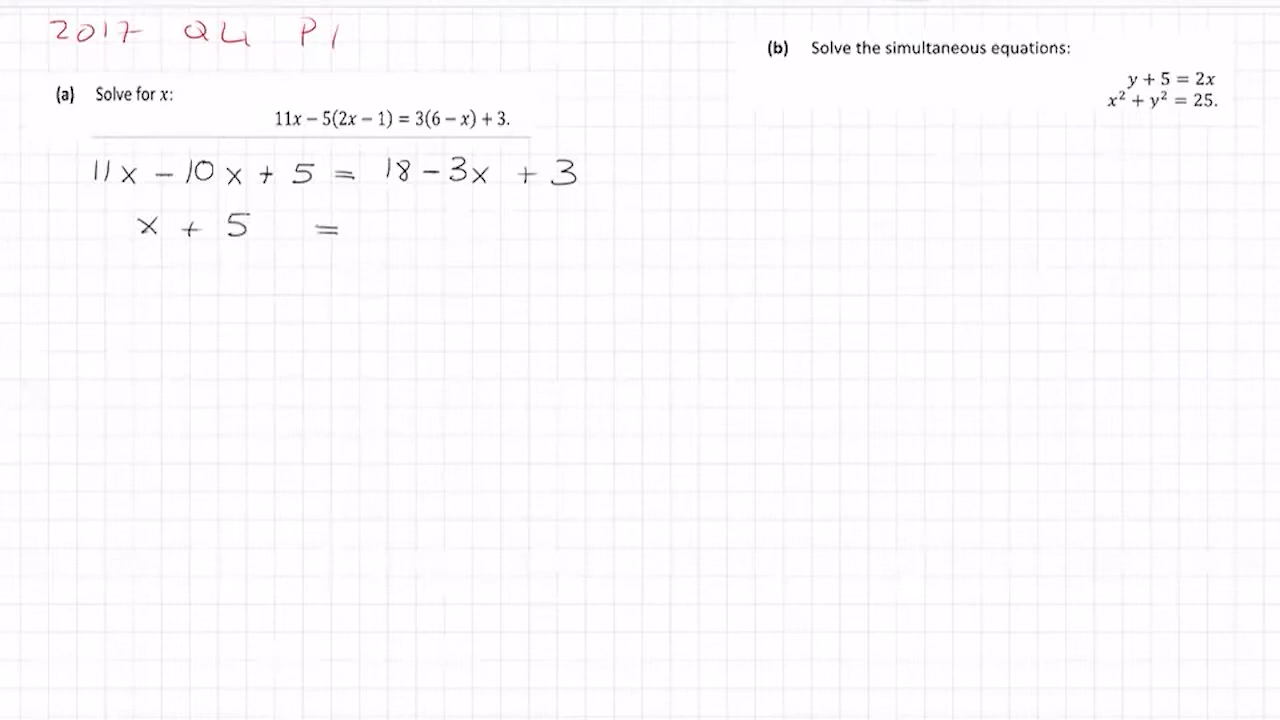 2017 Q4 P1
(a) Solve for x:
11x – 5(2x – 1) = 3(6 – x) + 3.
11x – 10x + 5 = 18 – 3x + 3
x + 5 =
(b) Solve the simultaneous equations:
y + 5 = 2x
x² + y² = 25.